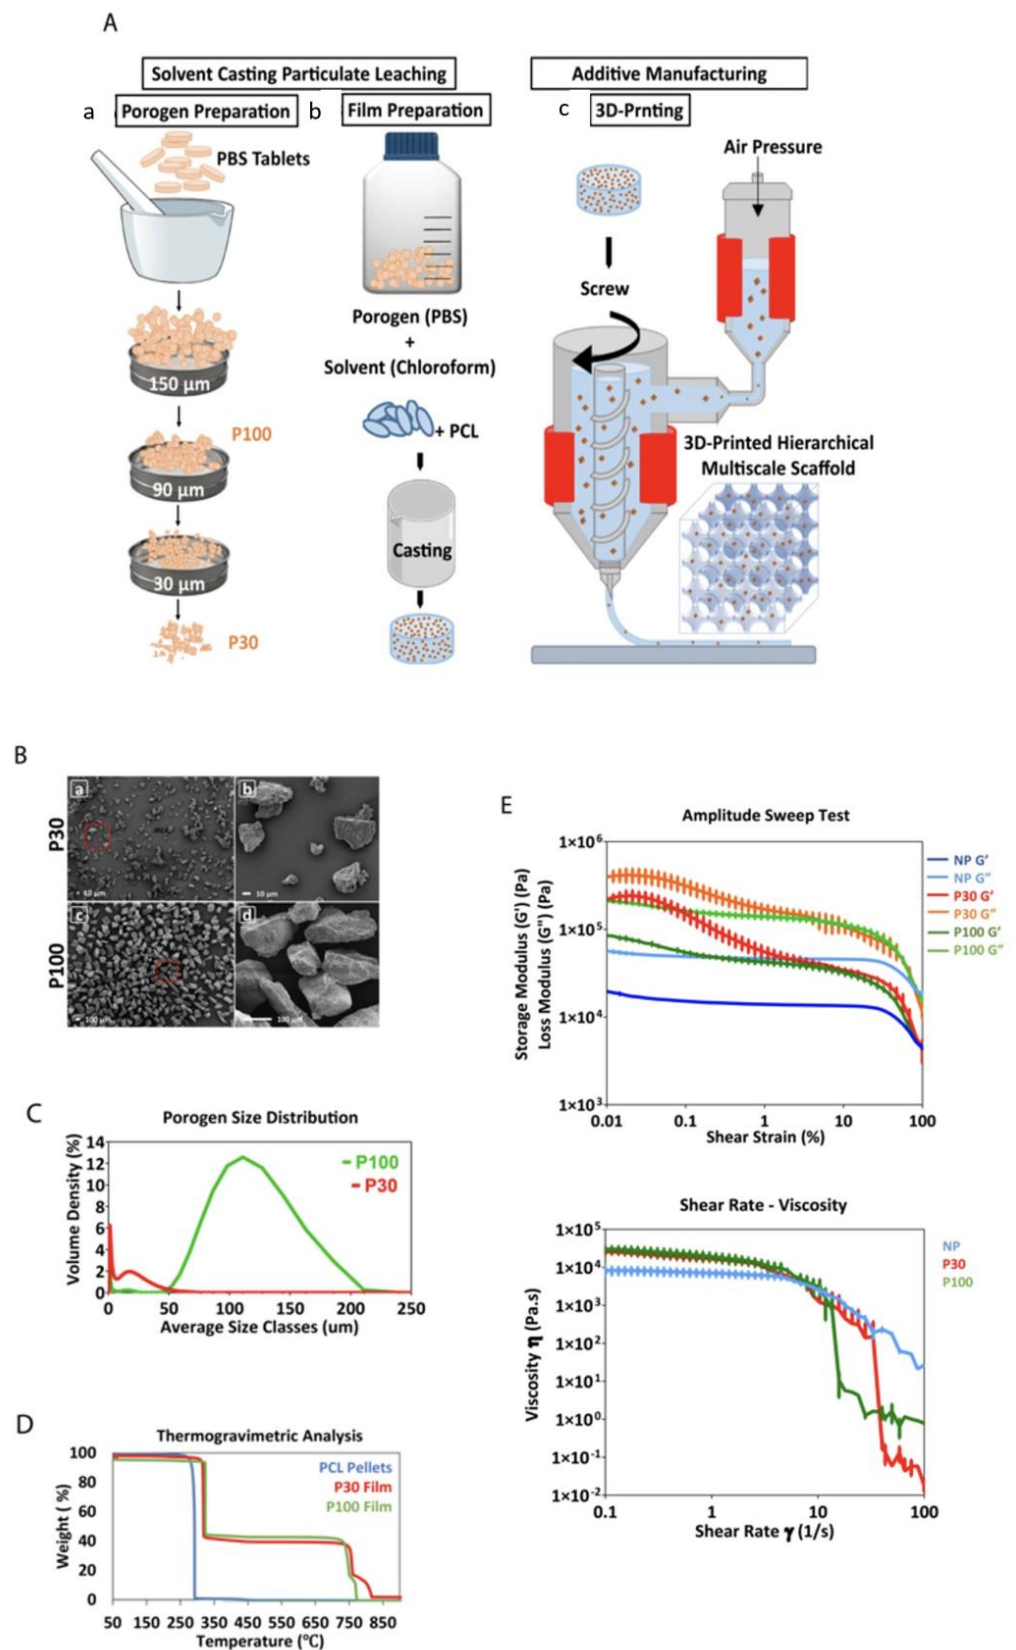 A
Solvent Casting Particulate Leaching
Additive Manufacturing
a
Porogen Preparation
b
Film Preparation
c
3D-Prnting
PBS Tablets
150 µm
P100
90 µm
30 µm
P30
Porogen (PBS)
+
Solvent (Chloroform)
+ PCL
Casting
Air Pressure
Screw
3D-Printed Hierarchical
Multiscale Scaffold
B
P30
P100
a
10 µm
b
10 µm
c
100 µm
d
100 µm
C
Porogen Size Distribution
Volume Density (%)
14
12
10
8
6
4
2
0
P100
P30
0 50 100 150 200 250
Average Size Classes (um)
D
Thermogravimetric Analysis
Weight ( %)
100
80
60
40
20
0
PCL Pellets
P30 Film
P100 Film
50 150 250 350 450 550 650 750 850
Temperature (°C)
E
Amplitude Sweep Test
Storage Modulus (G') (Pa)
Loss Modulus (G") (Pa)
1×10⁶
1×10⁵
1×10⁴
1×10³
NP G'
NP G"
P30 G'
P30 G"
P100 G'
P100 G"
0.01 0.1 1 10 100
Shear Strain (%)
Shear Rate - Viscosity
Viscosity η (Pa.s)
1×10⁵
1×10⁴
1×10³
1×10²
1×10¹
1×10⁰
1×10⁻¹
1×10⁻²
NP
P30
P100
0.1 1 10 100
Shear Rate γ (1/s)